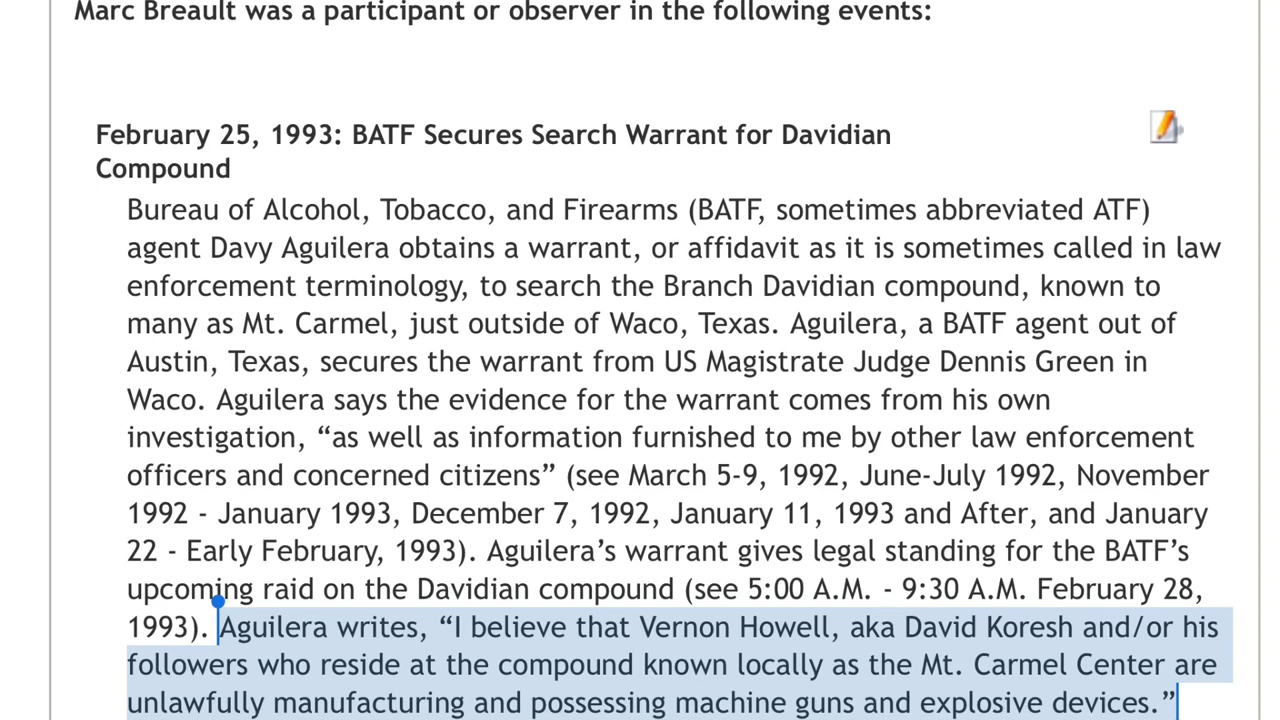 Marc Breault was a participant or observer in the following events:
February 25, 1993: BATF Secures Search Warrant for Davidian
Compound
Bureau of Alcohol, Tobacco, and Firearms (BATF, sometimes abbreviated ATF)
agent Davy Aguilera obtains a warrant, or affidavit as it is sometimes called in law
enforcement terminology, to search the Branch Davidian compound, known to
many as Mt. Carmel, just outside of Waco, Texas. Aguilera, a BATF agent out of
Austin, Texas, secures the warrant from US Magistrate Judge Dennis Green in
Waco. Aguilera says the evidence for the warrant comes from his own
investigation, “as well as information furnished to me by other law enforcement
officers and concerned citizens” (see March 5-9, 1992, June-July 1992, November
1992 - January 1993, December 7, 1992, January 11, 1993 and After, and January
22 - Early February, 1993). Aguilera’s warrant gives legal standing for the BATF’s
upcoming raid on the Davidian compound (see 5:00 A.M. - 9:30 A.M. February 28,
1993). Aguilera writes, “I believe that Vernon Howell, aka David Koresh and/or his
followers who reside at the compound known locally as the Mt. Carmel Center are
unlawfully manufacturing and possessing machine guns and explosive devices.”